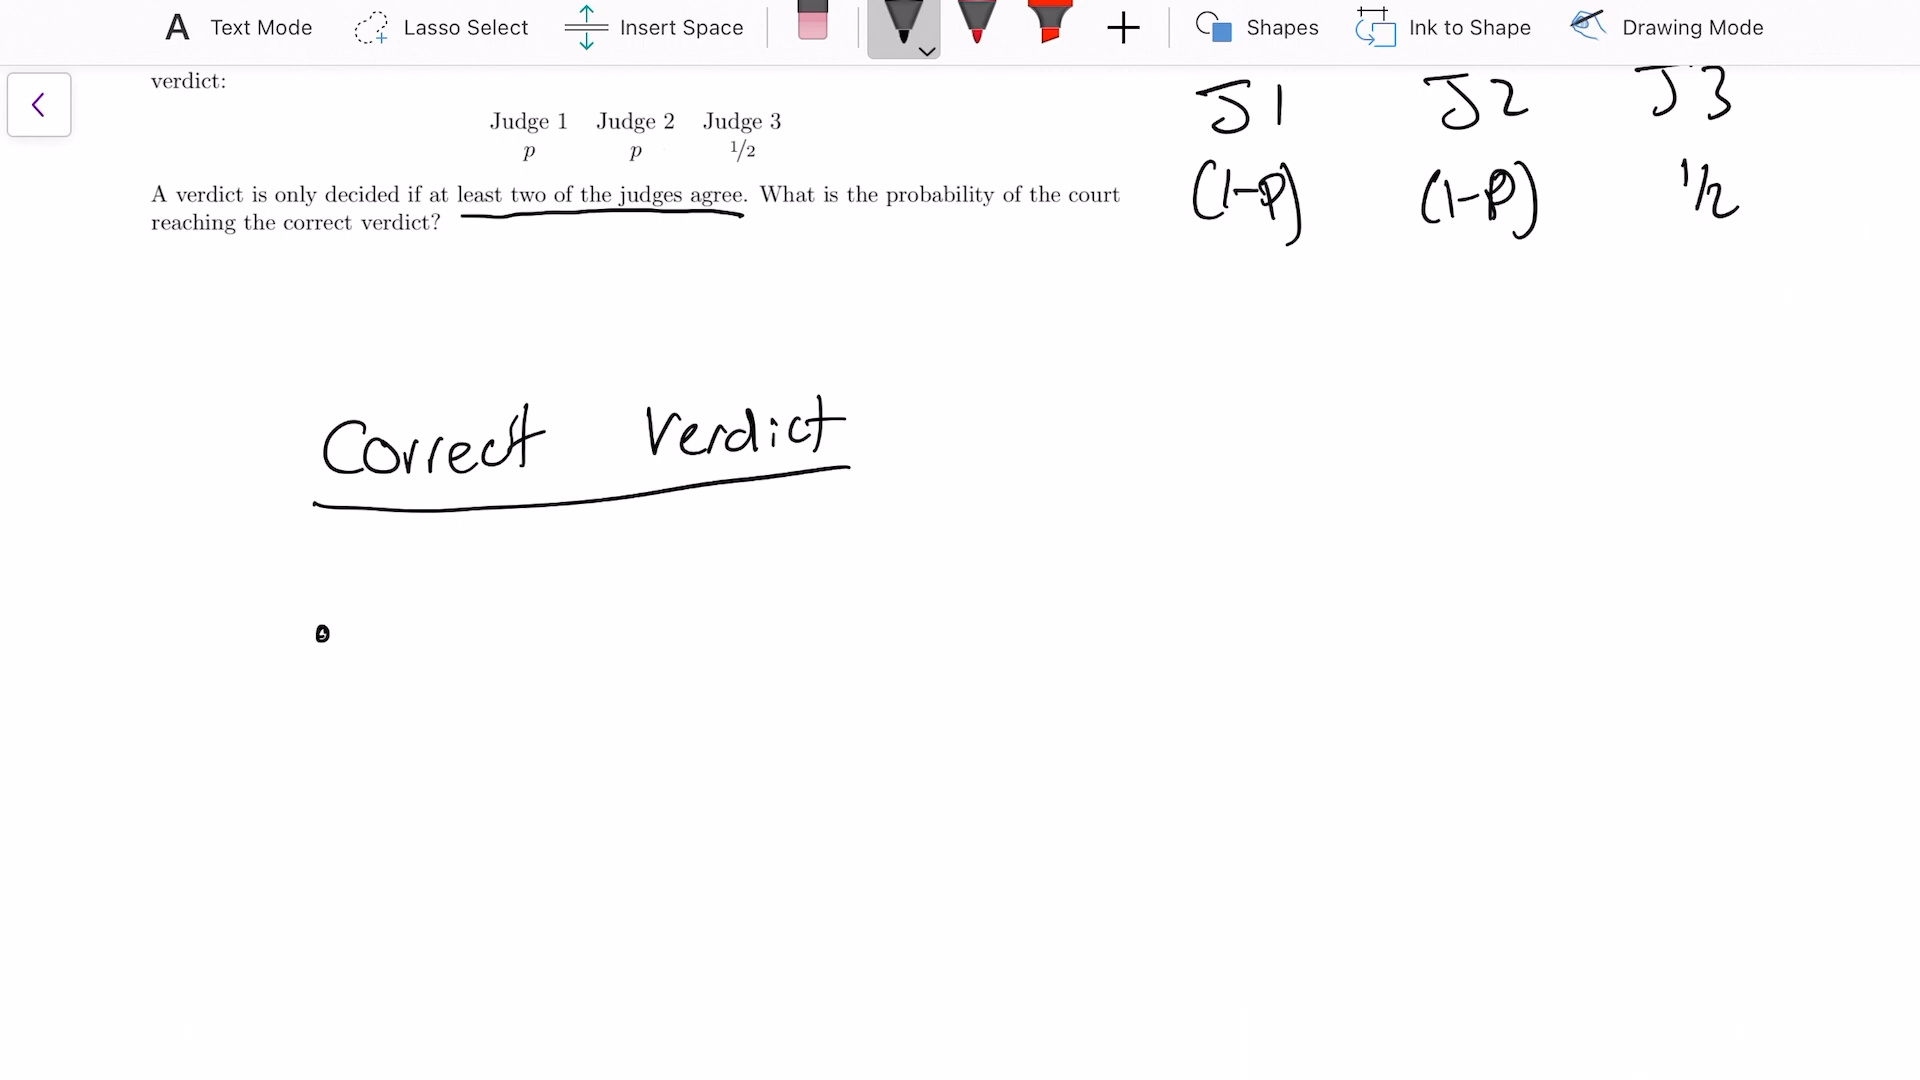 A Text Mode Lasso Select Insert Space + Shapes Ink to Shape Drawing Mode
verdict:
Judge 1 Judge 2 Judge 3
p p 1/2
A verdict is only decided if at least two of the judges agree. What is the probability of the court
reaching the correct verdict?
J1 J2 J3
(1-p) (1-p) 1/2
Correct Verdict